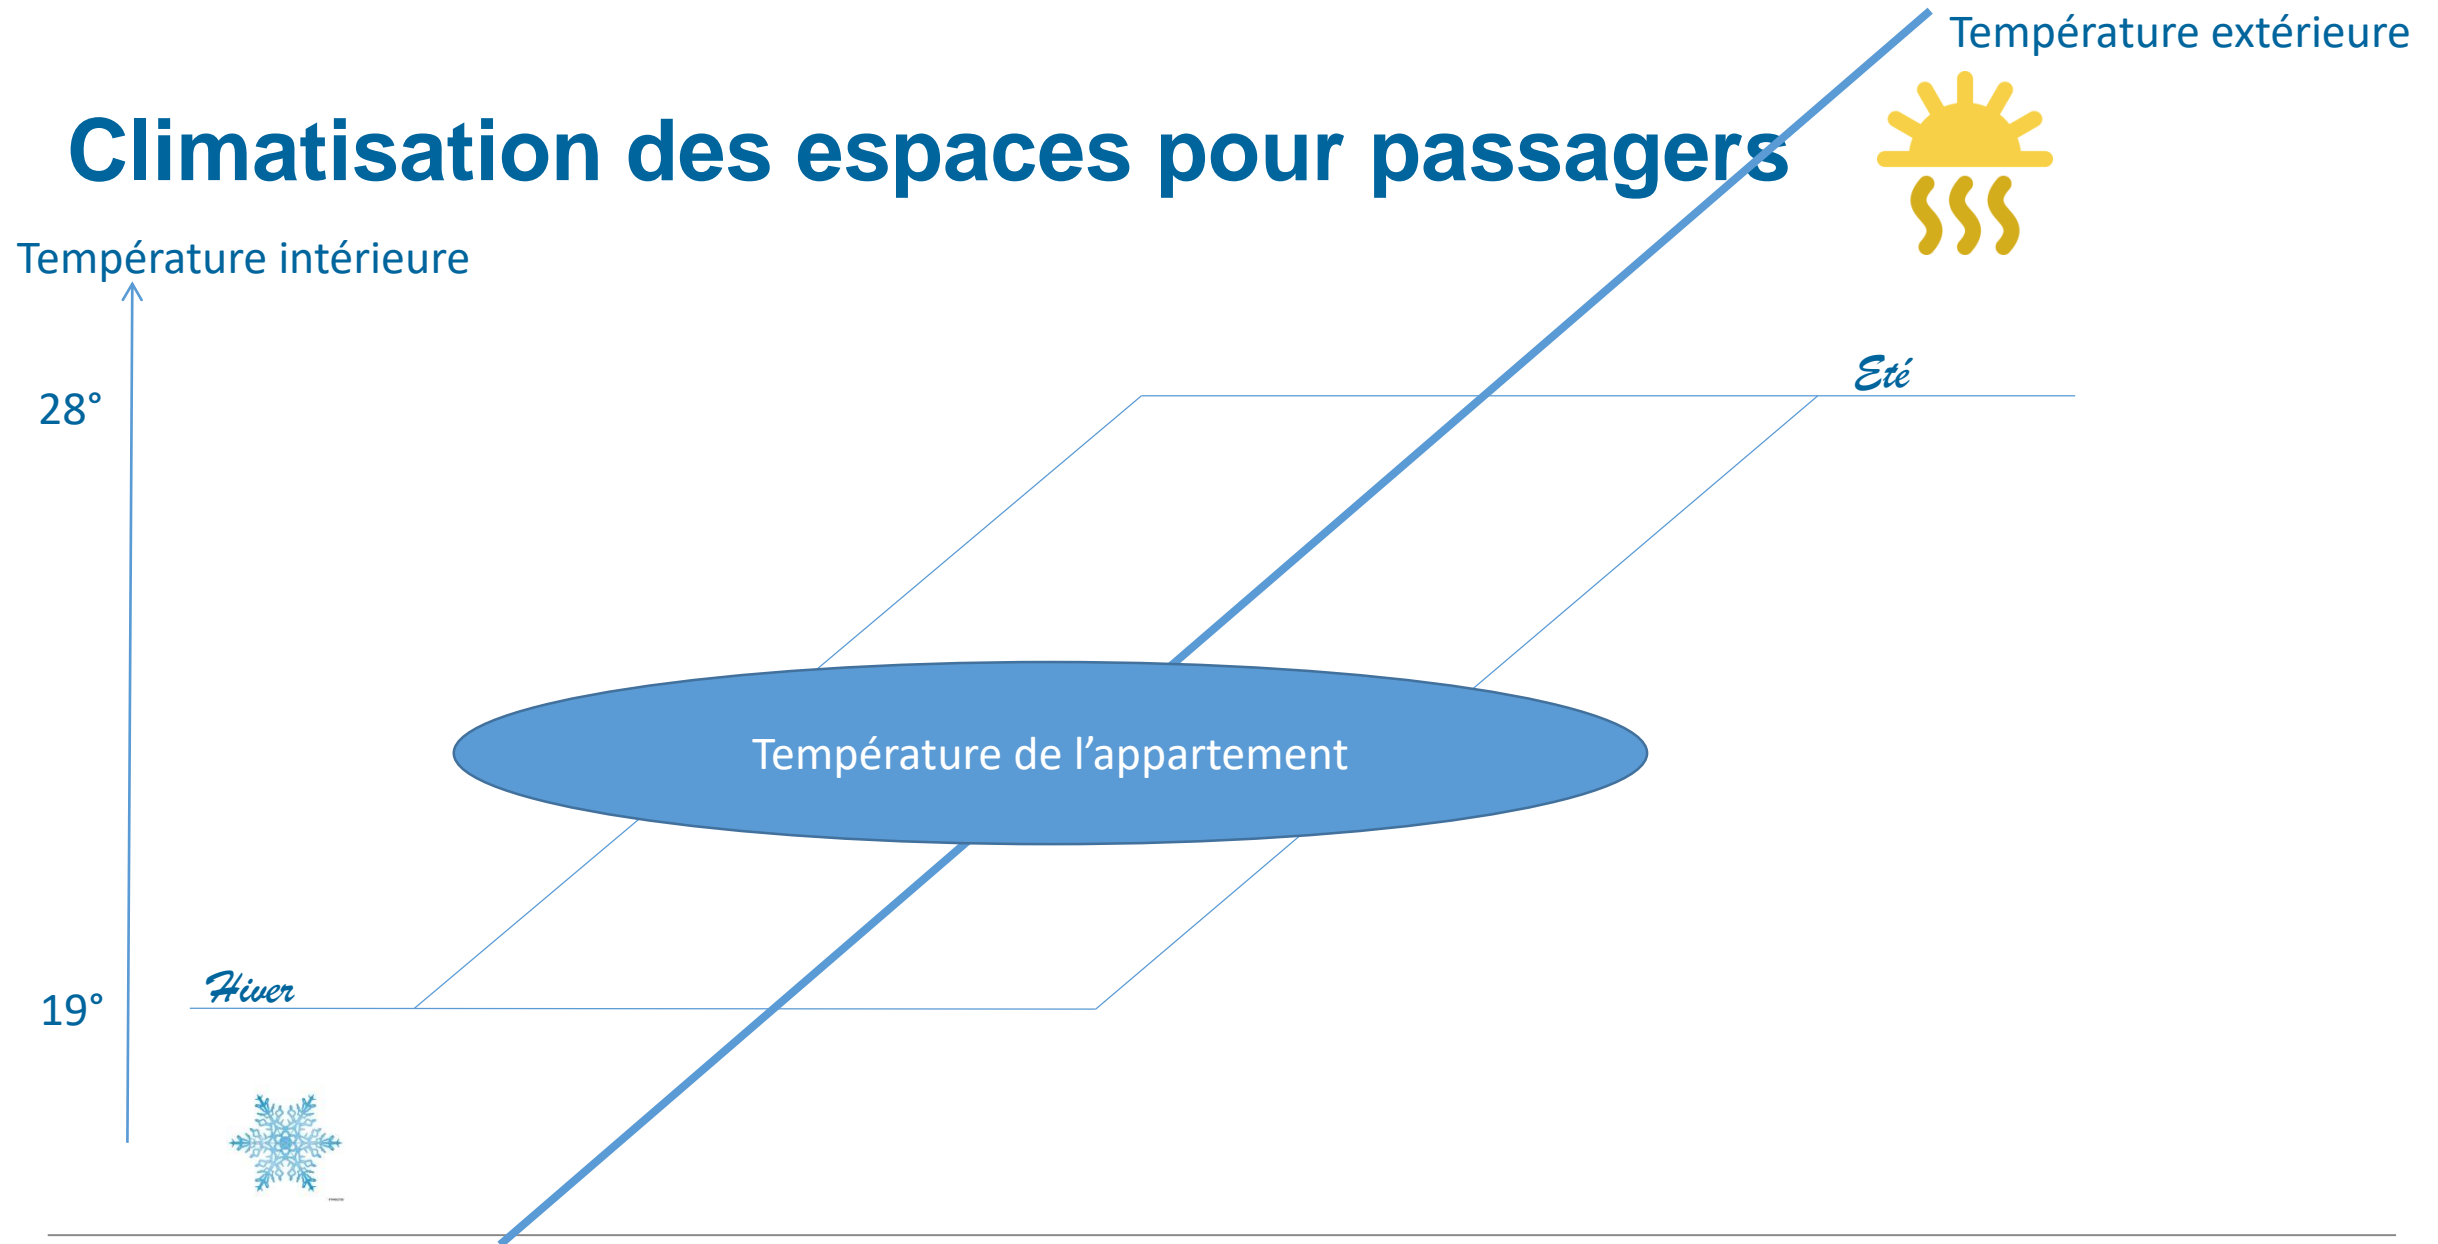 Température extérieure
Climatisation des espaces pour passagers
Température intérieure
Eté
28°
Température de l’appartement
Hiver
19°